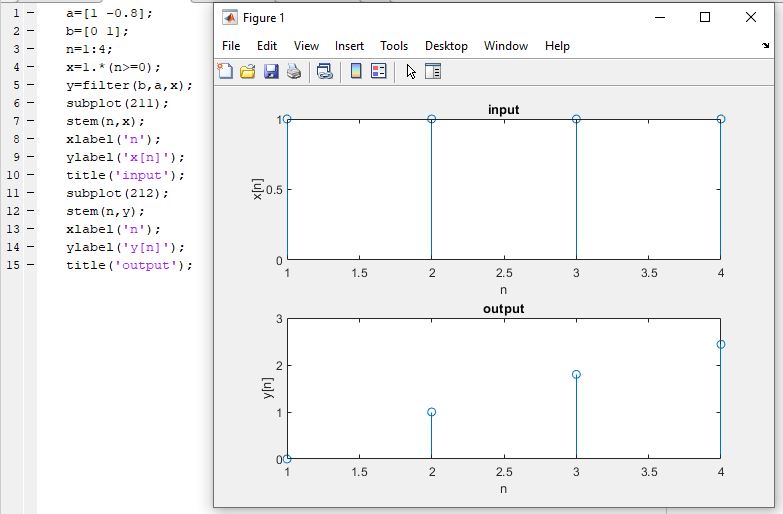 1 - a=[1 -0.8];
2 - b=[0 1];
3 - n=1:4;
4 - x=1.*(n>=0);
5 - y=filter(b,a,x);
6 - subplot(211);
7 - stem(n,x);
8 - xlabel('n');
9 - ylabel('x[n]');
10 - title('input');
11 - subplot(212);
12 - stem(n,y);
13 - xlabel('n');
14 - ylabel('y[n]');
15 - title('output');
Figure 1
File Edit View Insert Tools Desktop Window Help
input
1
0.5
0
x[n]
1 1.5 2 2.5 3 3.5 4
n
output
3
2
1
0
y[n]
1 1.5 2 2.5 3 3.5 4
n